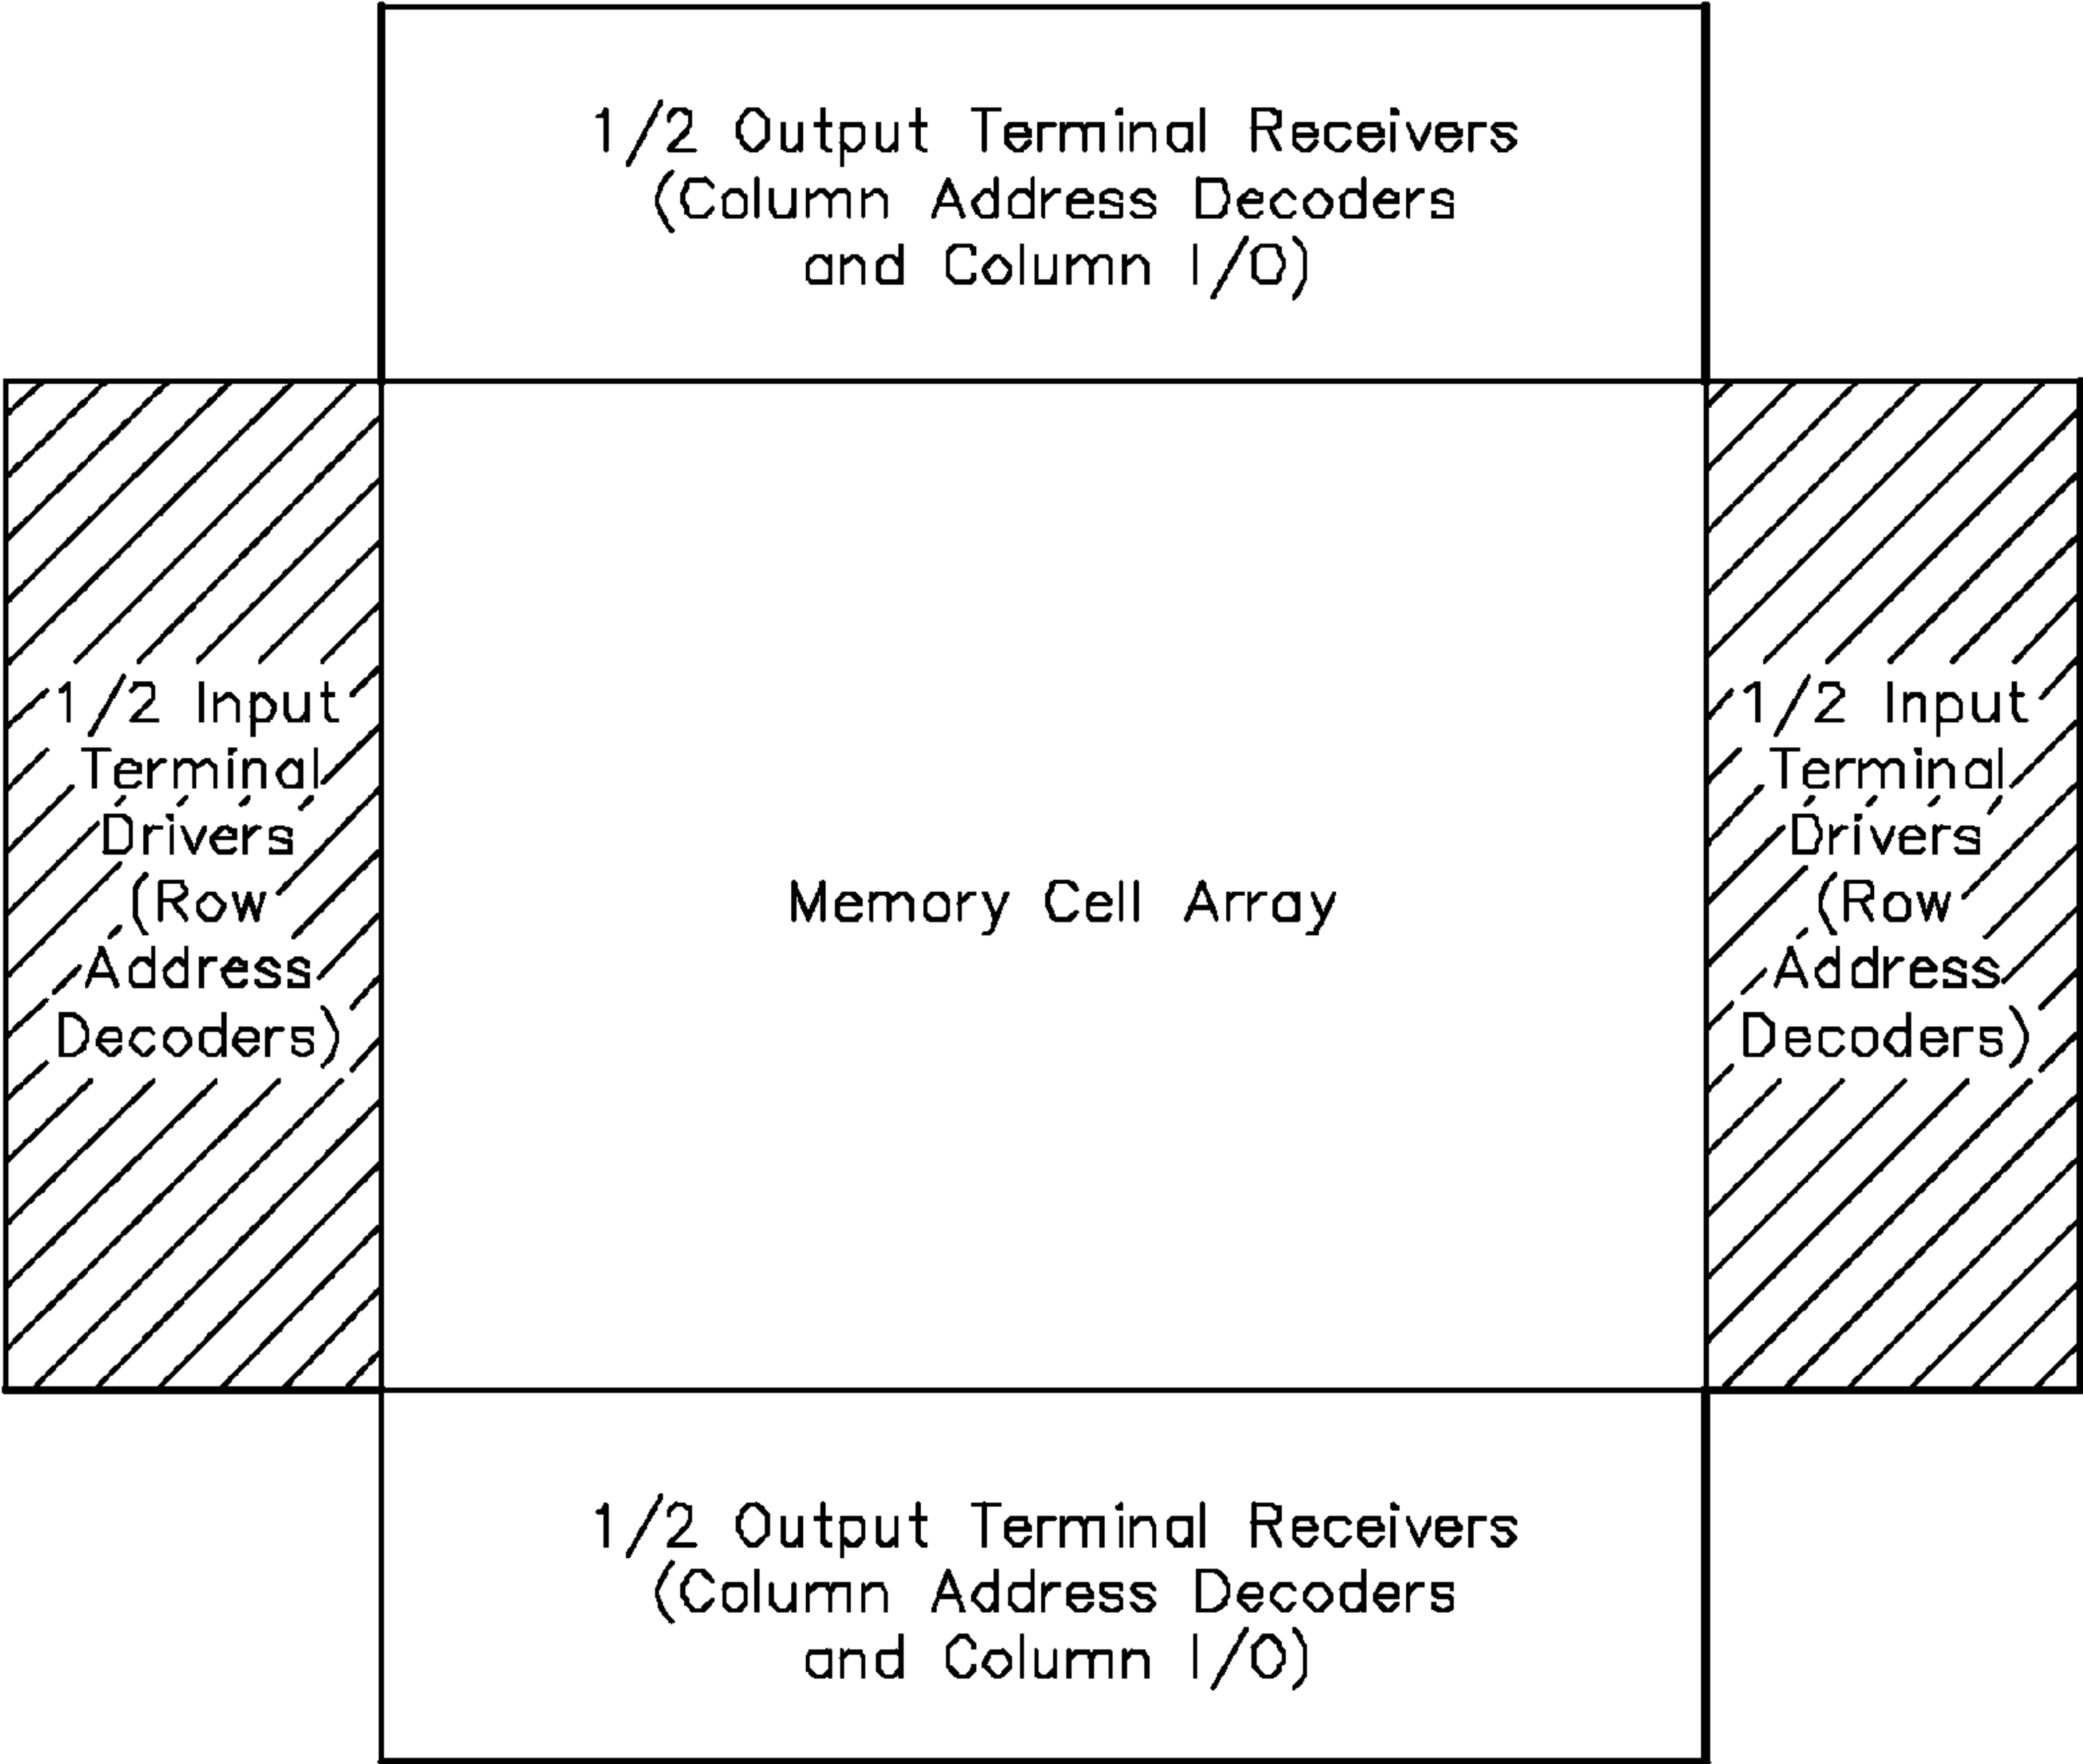 1/2 Output Terminal Receivers
(Column Address Decoders
and Column I/O)
1/2 Input
Terminal
Drivers
(Row
Address
Decoders)
Memory Cell Array
1/2 Input
Terminal
Drivers
(Row
Address
Decoders)
1/2 Output Terminal Receivers
(Column Address Decoders
and Column I/O)